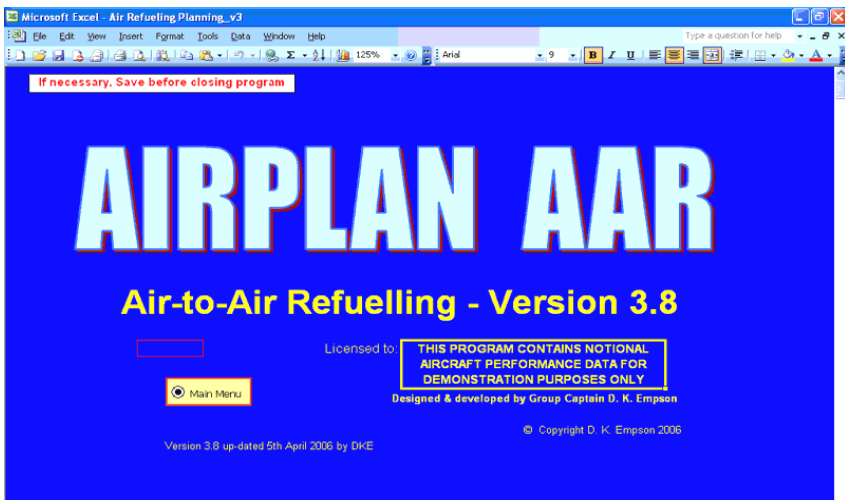 Microsoft Excel - Air Refueling Planning_v3
File Edit View Insert Format Tools Data Window Help
Type a question for help
125%
Arial
9
B I U
If necessary, Save before closing program
AIRPLAN AAR
Air-to-Air Refuelling - Version 3.8
Licensed to:
THIS PROGRAM CONTAINS NOTIONAL
AIRCRAFT PERFORMANCE DATA FOR
DEMONSTRATION PURPOSES ONLY
Main Menu
Designed & developed by Group Captain D. K. Empson
© Copyright D. K. Empson 2006
Version 3.8 up-dated 5th April 2006 by DKE